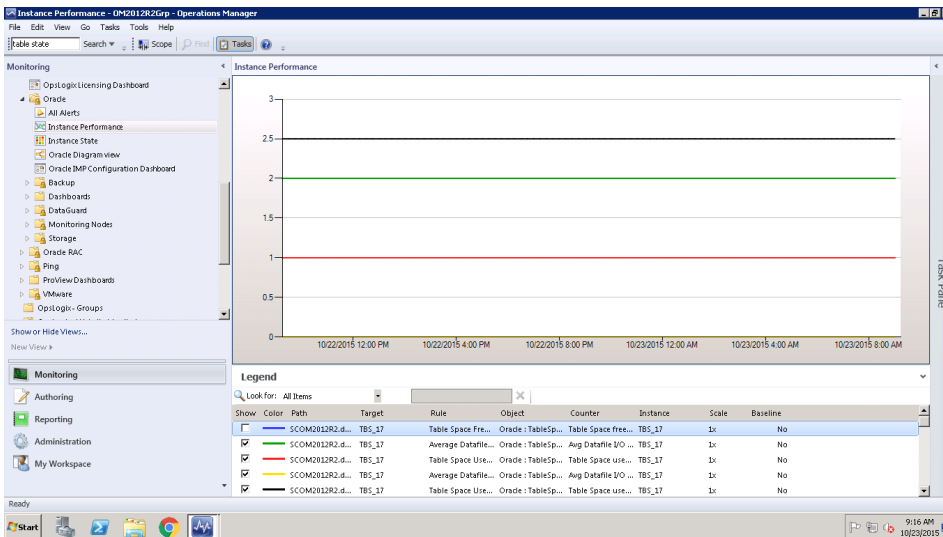 Instance Performance - OM2012R2Grp - Operations Manager
File Edit View Go Tasks Tools Help
table state Search Scope Find Tasks
Monitoring
Instance Performance
OpsLogix Licensing Dashboard
Oracle
All Alerts
Instance Performance
Instance State
Oracle Diagram view
Oracle IMP Configuration Dashboard
Backup
Dashboards
DataGuard
Monitoring Nodes
Storage
Oracle RAC
Ping
ProView Dashboards
VMware
OpsLogix- Groups
Show or Hide Views...
New View
Monitoring
Authoring
Reporting
Administration
My Workspace
3
2.5
2
1.5
1
0.5
0
10/22/2015 12:00 PM 10/22/2015 4:00 PM 10/22/2015 8:00 PM 10/23/2015 12:00 AM 10/23/2015 4:00 AM 10/23/2015 8:00 AM
Task Pane
Legend
Look for: All Items
Show Color Path Target Rule Object Counter Instance Scale Baseline
SCOM2012R2.d... TBS_17 Table Space Fre... Oracle : TableSp... Table Space free... TBS_17 1x No
SCOM2012R2.d... TBS_17 Average Datafile... Oracle : TableSp... Avg Datafile I/O ... TBS_17 1x No
SCOM2012R2.d... TBS_17 Table Space Use... Oracle : TableSp... Table Space use... TBS_17 1x No
SCOM2012R2.d... TBS_17 Average Datafile... Oracle : TableSp... Avg Datafile I/O ... TBS_17 1x No
SCOM2012R2.d... TBS_17 Table Space Use... Oracle : TableSp... Table Space use... TBS_17 1x No
Ready
Start
9:16 AM
10/23/2015